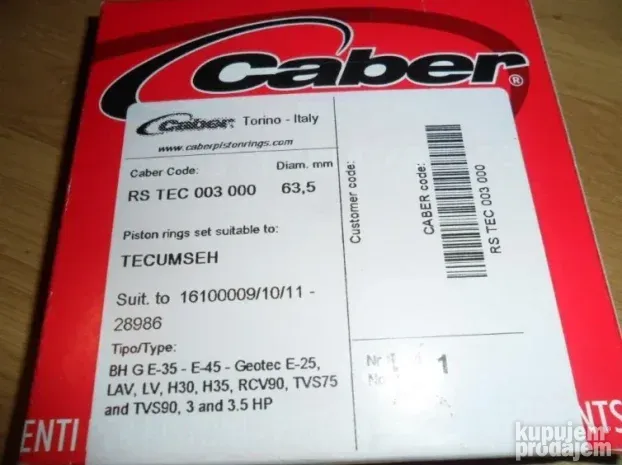 Caber®
Caber Torino - Italy
www.caberpistonrings.com
Caber Code: Diam. mm
RS TEC 003 000 63,5
Piston rings set suitable to:
TECUMSEH
Suit. to 16100009/10/11 -
28986
Tipo/Type:
BH G E-35 - E-45 - Geotec E-25,
LAV, LV, H30, H35, RCV90, TVS75
and TVS90, 3 and 3.5 HP
Customer code:
CABER code:
RS TEC 003 000
1
ENTI
NTS
kupujem
prodajem